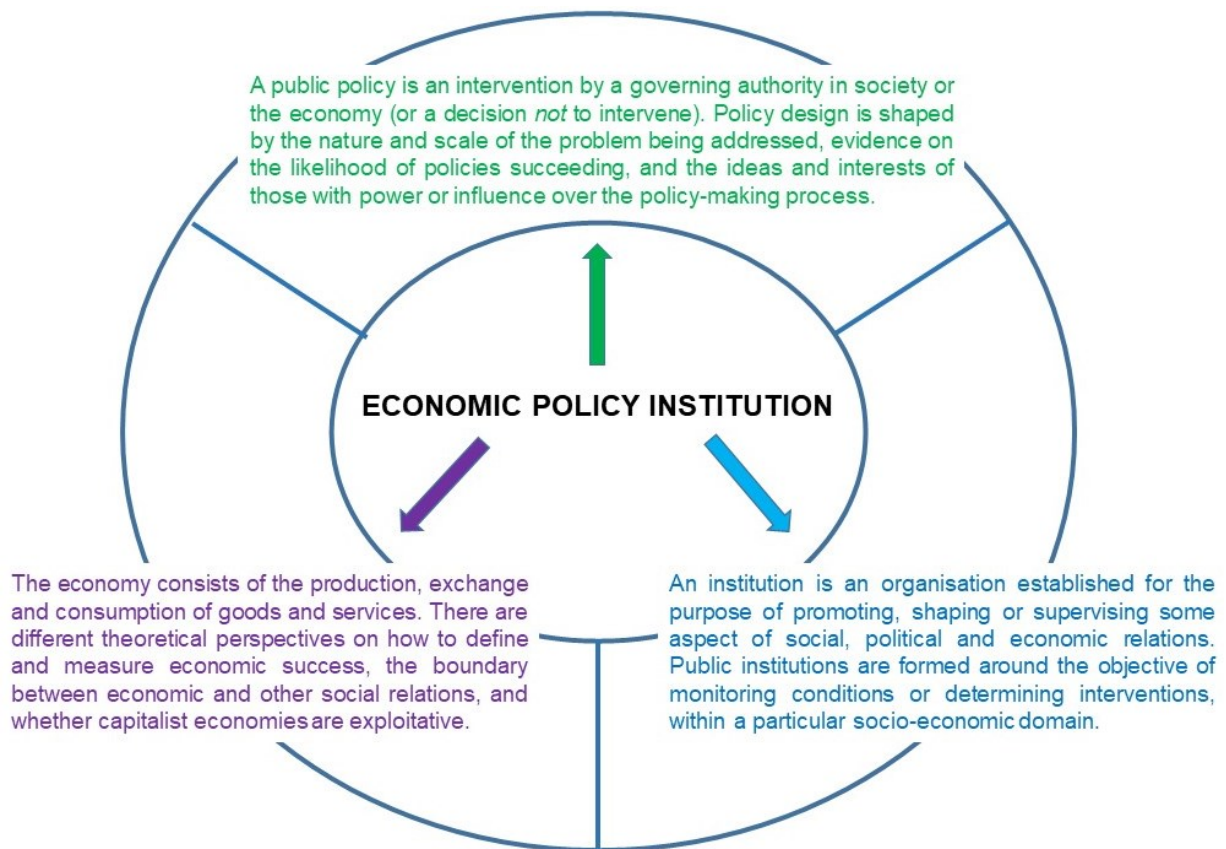 A public policy is an intervention by a governing authority in society or
the economy (or a decision not to intervene). Policy design is shaped
by the nature and scale of the problem being addressed, evidence on
the likelihood of policies succeeding, and the ideas and interests of
those with power or influence over the policy-making process.
ECONOMIC POLICY INSTITUTION
The economy consists of the production, exchange
and consumption of goods and services. There are
different theoretical perspectives on how to define
and measure economic success, the boundary
between economic and other social relations, and
whether capitalist economies are exploitative.
An institution is an organisation established for the
purpose of promoting, shaping or supervising some
aspect of social, political and economic relations.
Public institutions are formed around the objective of
monitoring conditions or determining interventions,
within a particular socio-economic domain.